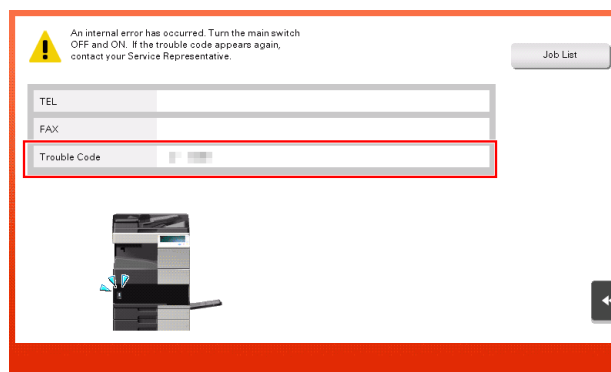 An internal error has occurred. Turn the main switch
OFF and ON. If the trouble code appears again,
contact your Service Representative.
Job List
TEL
FAX
Trouble Code